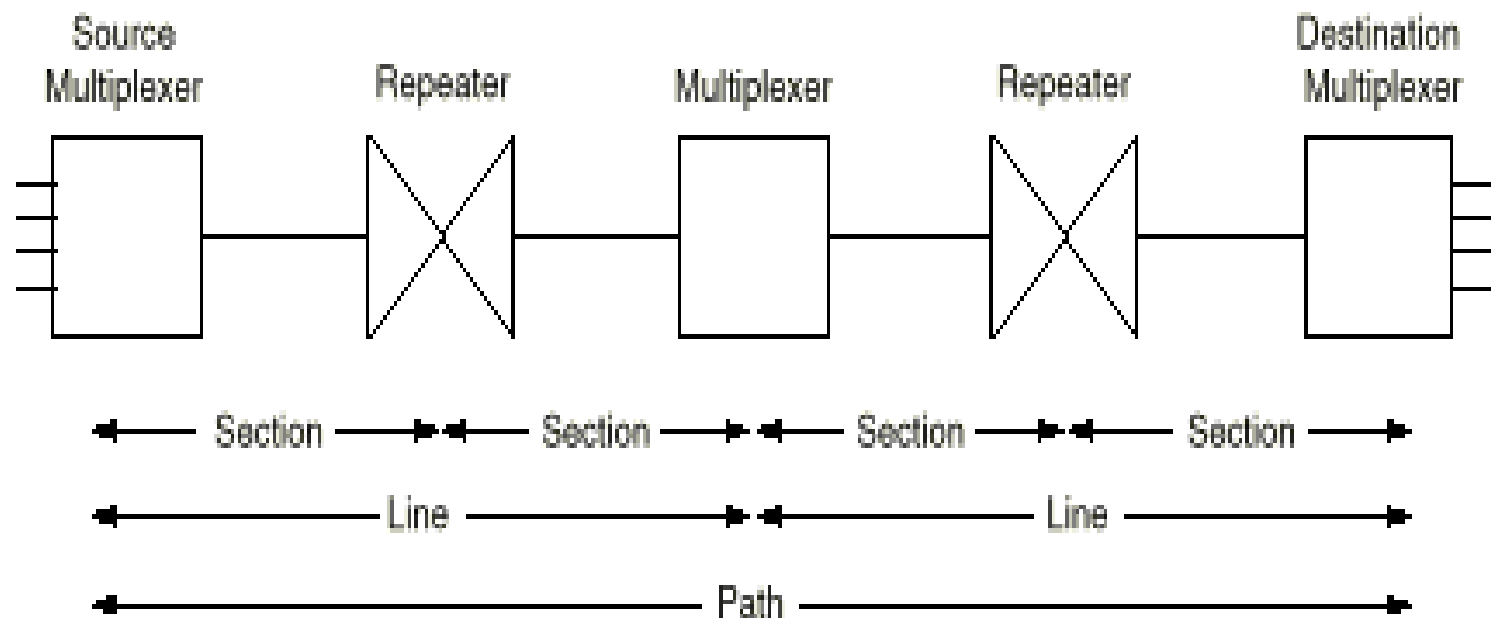 Source
Multiplexer
Repeater
Multiplexer
Repeater
Destination
Multiplexer
Section
Section
Section
Section
Line
Line
Path